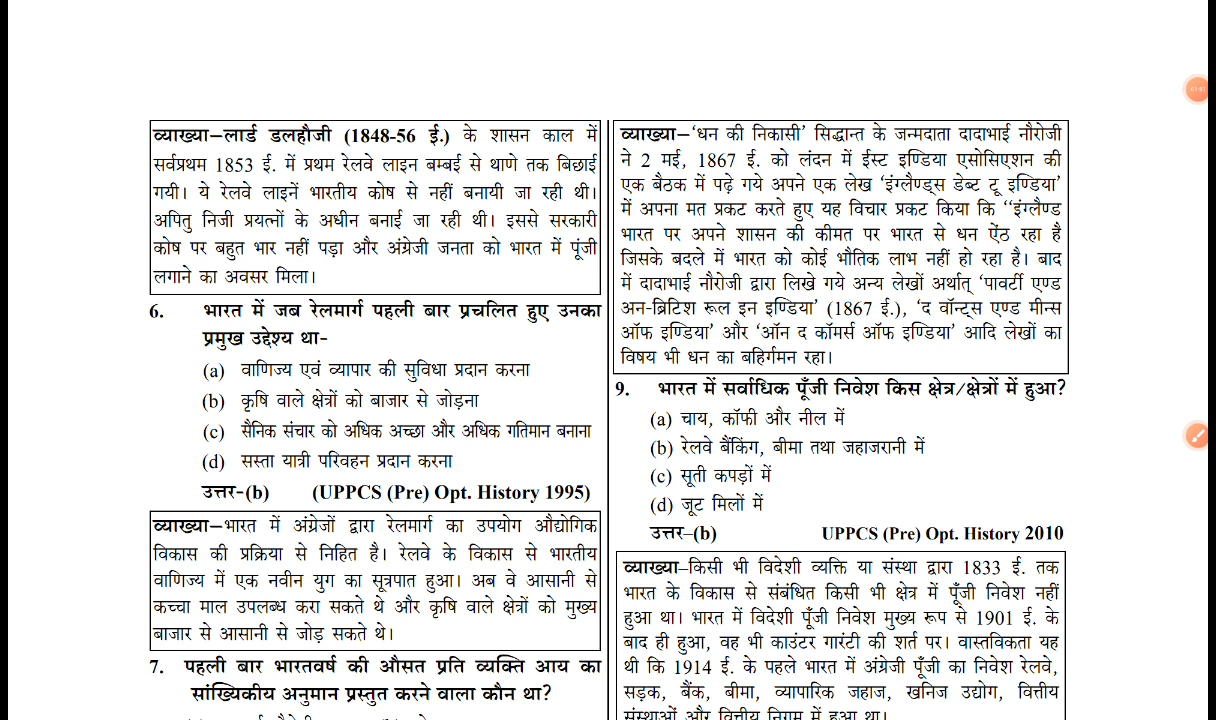 व्याख्या–लार्ड डलहौजी (1848-56 ई.) के शासन काल में
सर्वप्रथम 1853 ई. में प्रथम रेलवे लाइन बम्बई से थाणे तक बिछाई
गयी। ये रेलवे लाइनें भारतीय कोष से नहीं बनायी जा रही थी।
अपितु निजी प्रयत्नों के अधीन बनाई जा रही थी। इससे सरकारी
कोष पर बहुत भार नहीं पड़ा और अंग्रेजी जनता को भारत में पूंजी
लगाने का अवसर मिला।
6. भारत में जब रेलमार्ग पहली बार प्रचलित हुए उनका
प्रमुख उद्देश्य था-
(a) वाणिज्य एवं व्यापार की सुविधा प्रदान करना
(b) कृषि वाले क्षेत्रों को बाजार से जोड़ना
(c) सैनिक संचार को अधिक अच्छा और अधिक गतिमान बनाना
(d) सस्ता यात्री परिवहन प्रदान करना
उत्तर-(b) (UPPCS (Pre) Opt. History 1995)
व्याख्या–भारत में अंग्रेजों द्वारा रेलमार्ग का उपयोग औद्योगिक
विकास की प्रक्रिया से निहित है। रेलवे के विकास से भारतीय
वाणिज्य में एक नवीन युग का सूत्रपात हुआ। अब वे आसानी से
कच्चा माल उपलब्ध करा सकते थे और कृषि वाले क्षेत्रों को मुख्य
बाजार से आसानी से जोड़ सकते थे।
7. पहली बार भारतवर्ष की औसत प्रति व्यक्ति आय का
सांख्यिकीय अनुमान प्रस्तुत करने वाला कौन था?
व्याख्या–‘धन की निकासी’ सिद्धान्त के जन्मदाता दादाभाई नौरोजी
ने 2 मई, 1867 ई. को लंदन में ईस्ट इण्डिया एसोसिएशन की
एक बैठक में पढ़े गये अपने एक लेख ‘इंग्लैण्ड्स डेब्ट टू इण्डिया’
में अपना मत प्रकट करते हुए यह विचार प्रकट किया कि ‘‘इंग्लैण्ड
भारत पर अपने शासन की कीमत पर भारत से धन ऐंठ रहा है
जिसके बदले में भारत को कोई भौतिक लाभ नहीं हो रहा है। बाद
में दादाभाई नौरोजी द्वारा लिखे गये अन्य लेखों अर्थात् ‘पावर्टी एण्ड
अन-ब्रिटिश रूल इन इण्डिया’ (1867 ई.), ‘द वॉन्ट्स एण्ड मीन्स
ऑफ इण्डिया’ और ‘ऑन द कॉमर्स ऑफ इण्डिया’ आदि लेखों का
विषय भी धन का बहिर्गमन रहा।
9. भारत में सर्वाधिक पूँजी निवेश किस क्षेत्र/क्षेत्रों में हुआ?
(a) चाय, कॉफी और नील में
(b) रेलवे बैंकिंग, बीमा तथा जहाजरानी में
(c) सूती कपड़ों में
(d) जूट मिलों में
उत्तर–(b) UPPCS (Pre) Opt. History 2010
व्याख्या–किसी भी विदेशी व्यक्ति या संस्था द्वारा 1833 ई. तक
भारत के विकास से संबंधित किसी भी क्षेत्र में पूँजी निवेश नहीं
हुआ था। भारत में विदेशी पूँजी निवेश मुख्य रूप से 1901 ई. के
बाद ही हुआ, वह भी काउंटर गारंटी की शर्त पर। वास्तविकता यह
थी कि 1914 ई. के पहले भारत में अंग्रेजी पूँजी का निवेश रेलवे,
सड़क, बैंक, बीमा, व्यापारिक जहाज, खनिज उद्योग, वित्तीय
संस्थाओं और वित्तीय निगम में हुआ था।